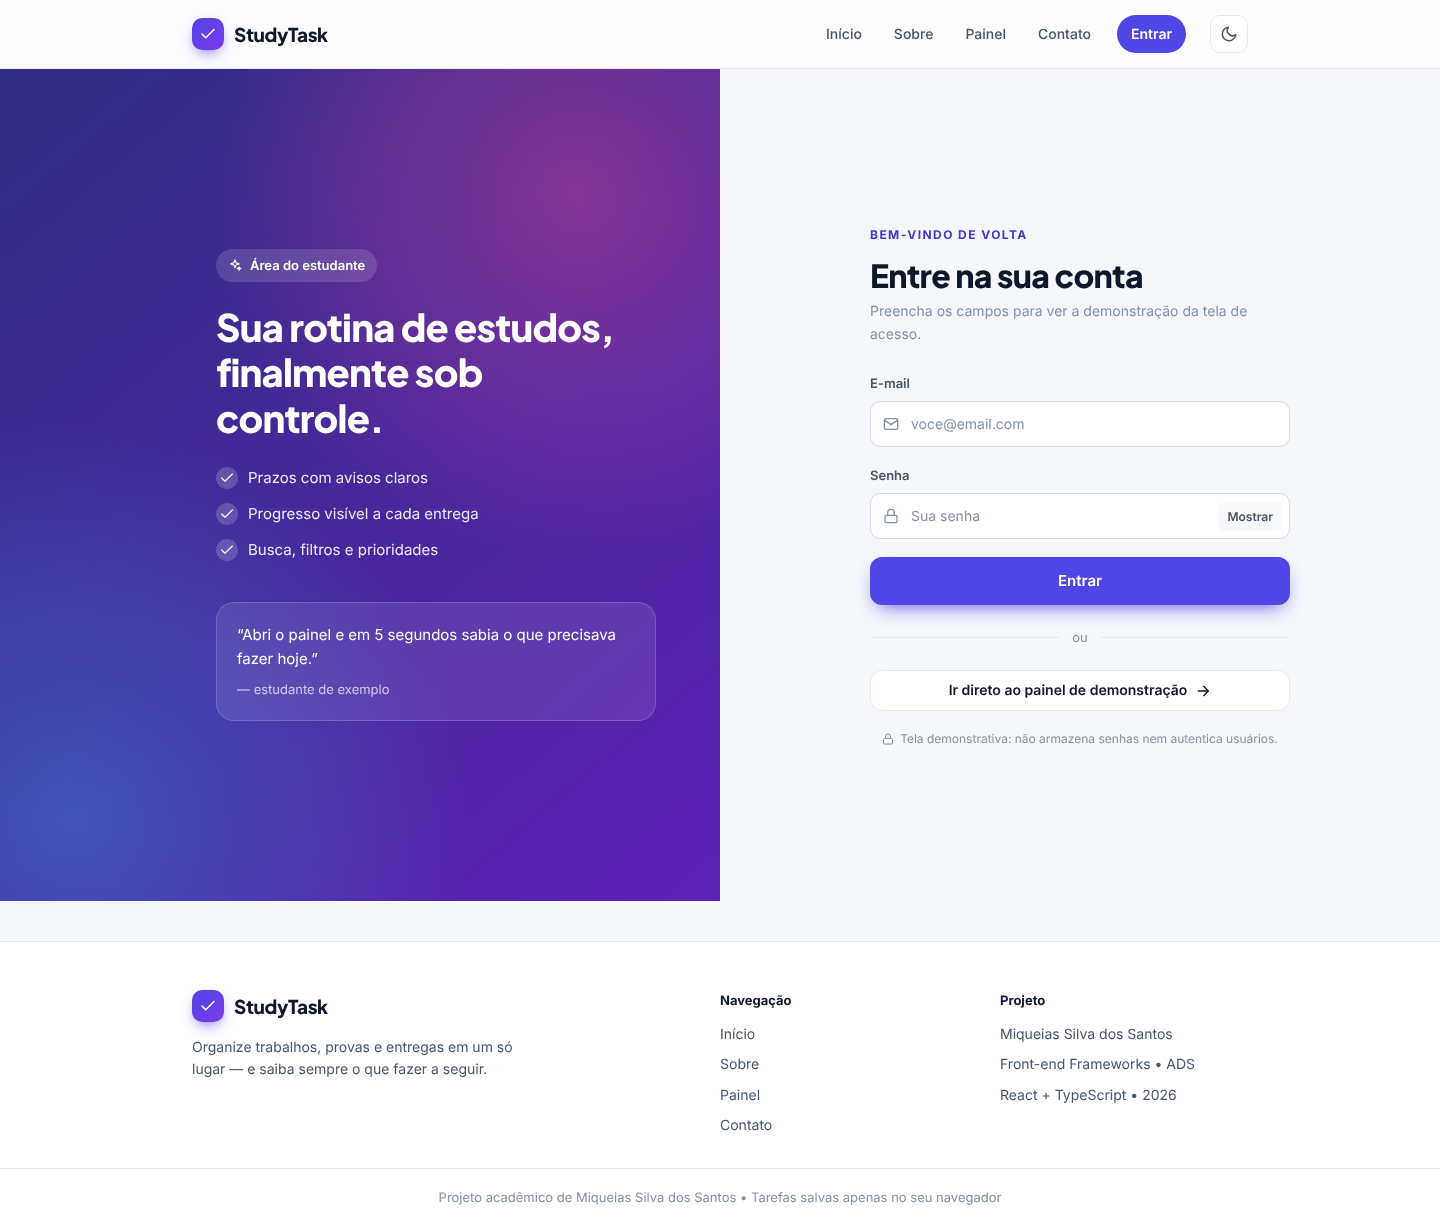 StudyTask
Início
Sobre
Painel
Contato
Entrar
Área do estudante
Sua rotina de estudos,
finalmente sob
controle.
Prazos com avisos claros
Progresso visível a cada entrega
Busca, filtros e prioridades
“Abri o painel e em 5 segundos sabia o que precisava
fazer hoje.”
— estudante de exemplo
BEM-VINDO DE VOLTA
Entre na sua conta
Preencha os campos para ver a demonstração da tela de
acesso.
E-mail
voce@email.com
Senha
Sua senha
Mostrar
Entrar
ou
Ir direto ao painel de demonstração
Tela demonstrativa: não armazena senhas nem autentica usuários.
StudyTask
Organize trabalhos, provas e entregas em um só
lugar — e saiba sempre o que fazer a seguir.
Navegação
Início
Sobre
Painel
Contato
Projeto
Miqueias Silva dos Santos
Front-end Frameworks • ADS
React + TypeScript • 2026
Projeto acadêmico de Miqueias Silva dos Santos • Tarefas salvas apenas no seu navegador